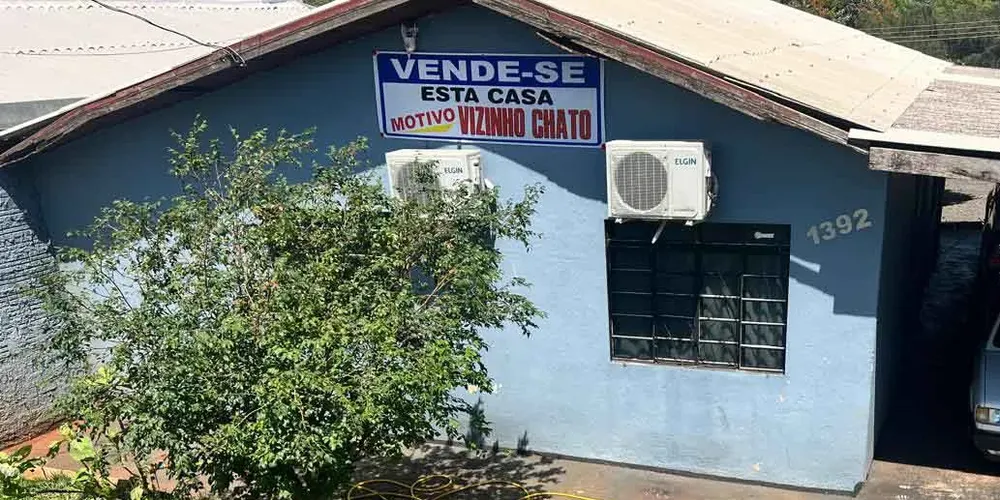 VENDE-SE
ESTA CASA
MOTIVO VIZINHO CHATO
ELGIN
ELGIN
1392